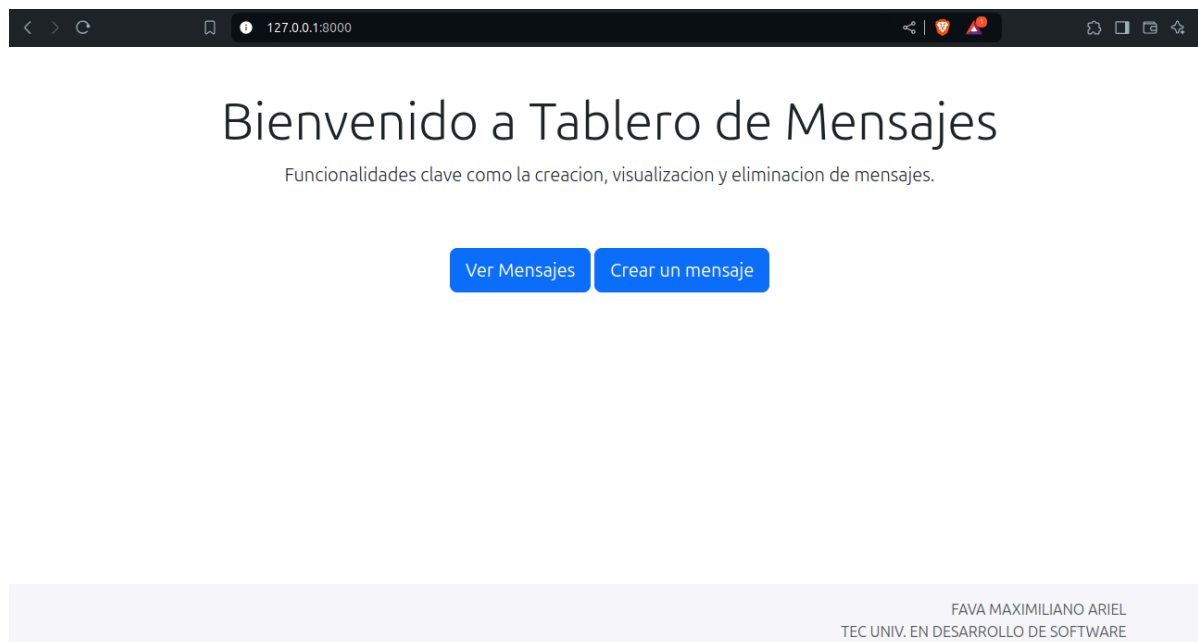 127.0.0.1:8000
Bienvenido a Tablero de Mensajes
Funcionalidades clave como la creacion, visualizacion y eliminacion de mensajes.
Ver Mensajes Crear un mensaje
FAVA MAXIMILIANO ARIEL
TEC UNIV. EN DESARROLLO DE SOFTWARE